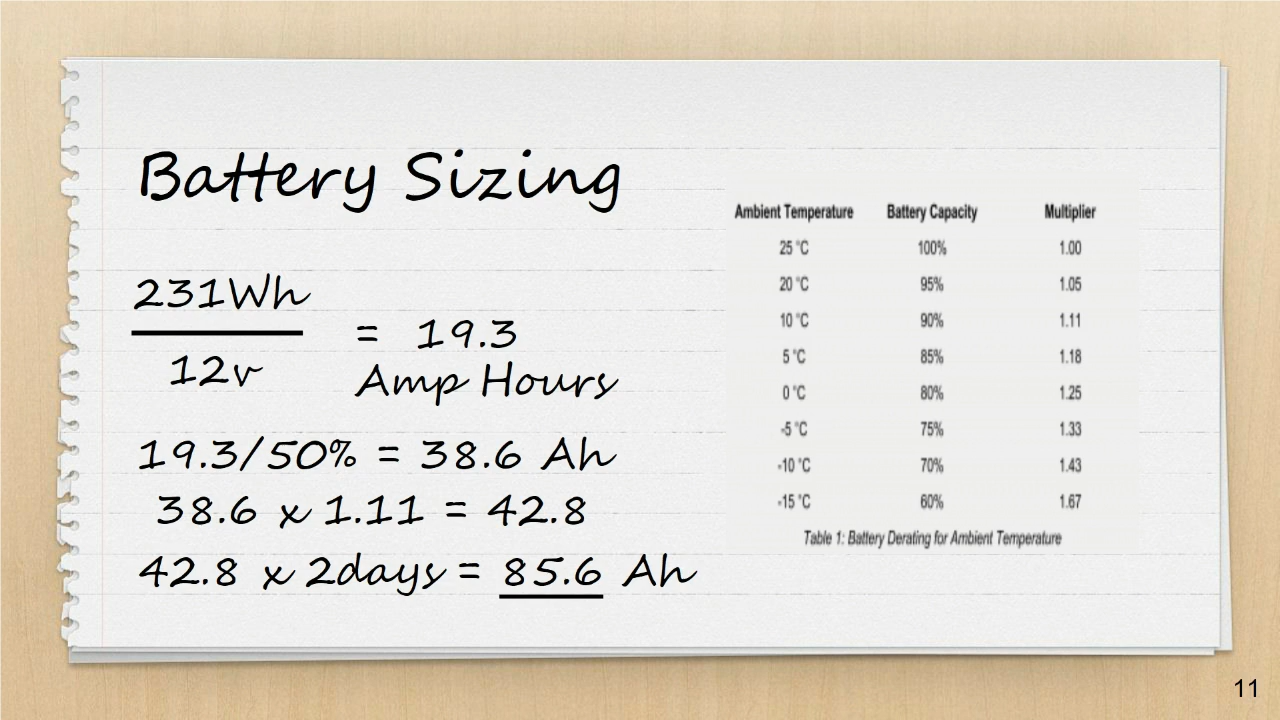 Battery Sizing
231Wh
12v
= 19.3
Amp Hours
19.3/50% = 38.6 Ah
38.6 x 1.11 = 42.8
42.8 x 2days = 85.6 Ah
Ambient Temperature Battery Capacity Multiplier
25 °C 100% 1.00
20 °C 95% 1.05
10 °C 90% 1.11
5 °C 85% 1.18
0 °C 80% 1.25
-5 °C 75% 1.33
-10 °C 70% 1.43
-15 °C 60% 1.67
Table 1: Battery Derating for Ambient Temperature
11